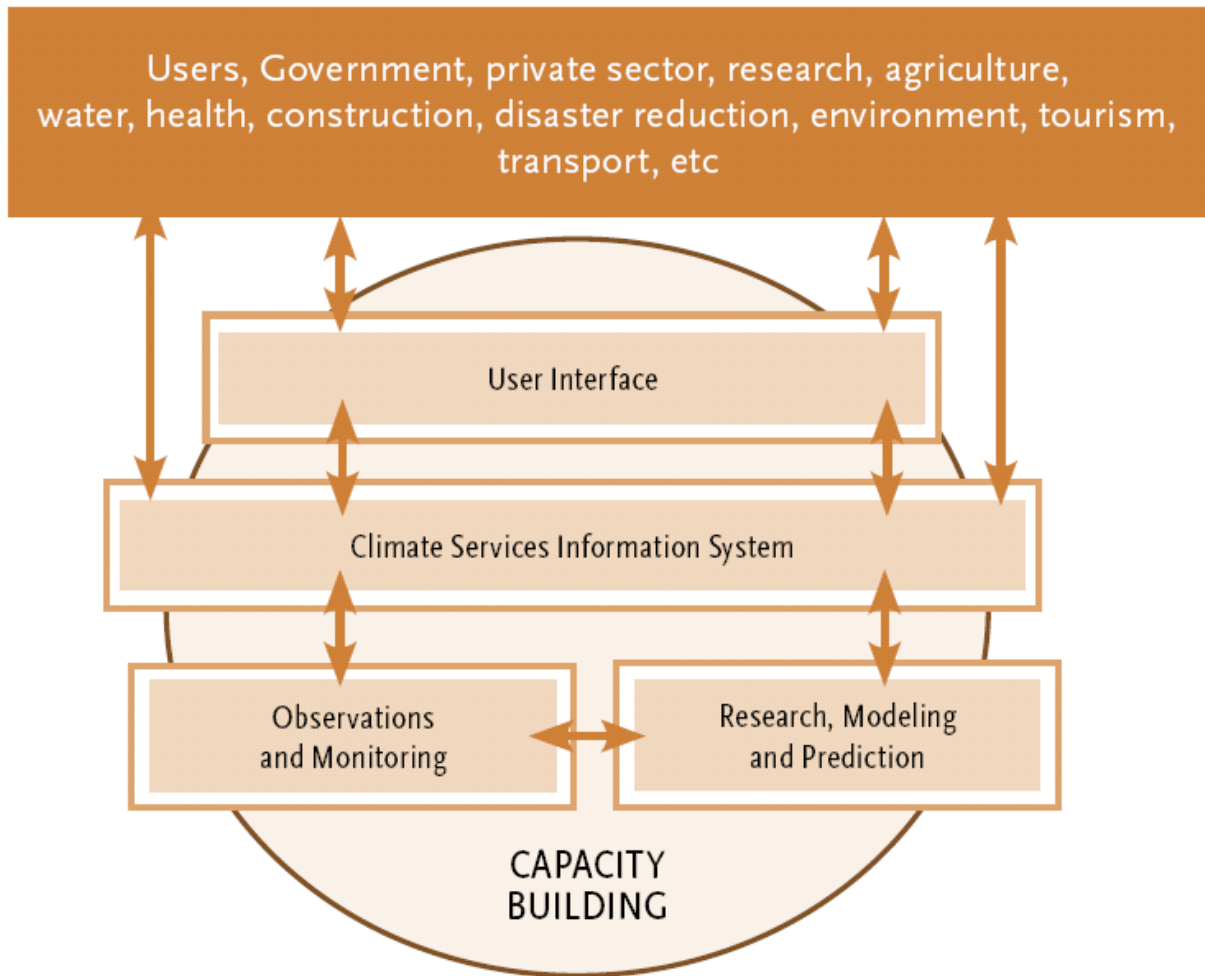 Users, Government, private sector, research, agriculture,
water, health, construction, disaster reduction, environment, tourism,
transport, etc
User Interface
Climate Services Information System
Observations
and Monitoring
Research, Modeling
and Prediction
CAPACITY
BUILDING